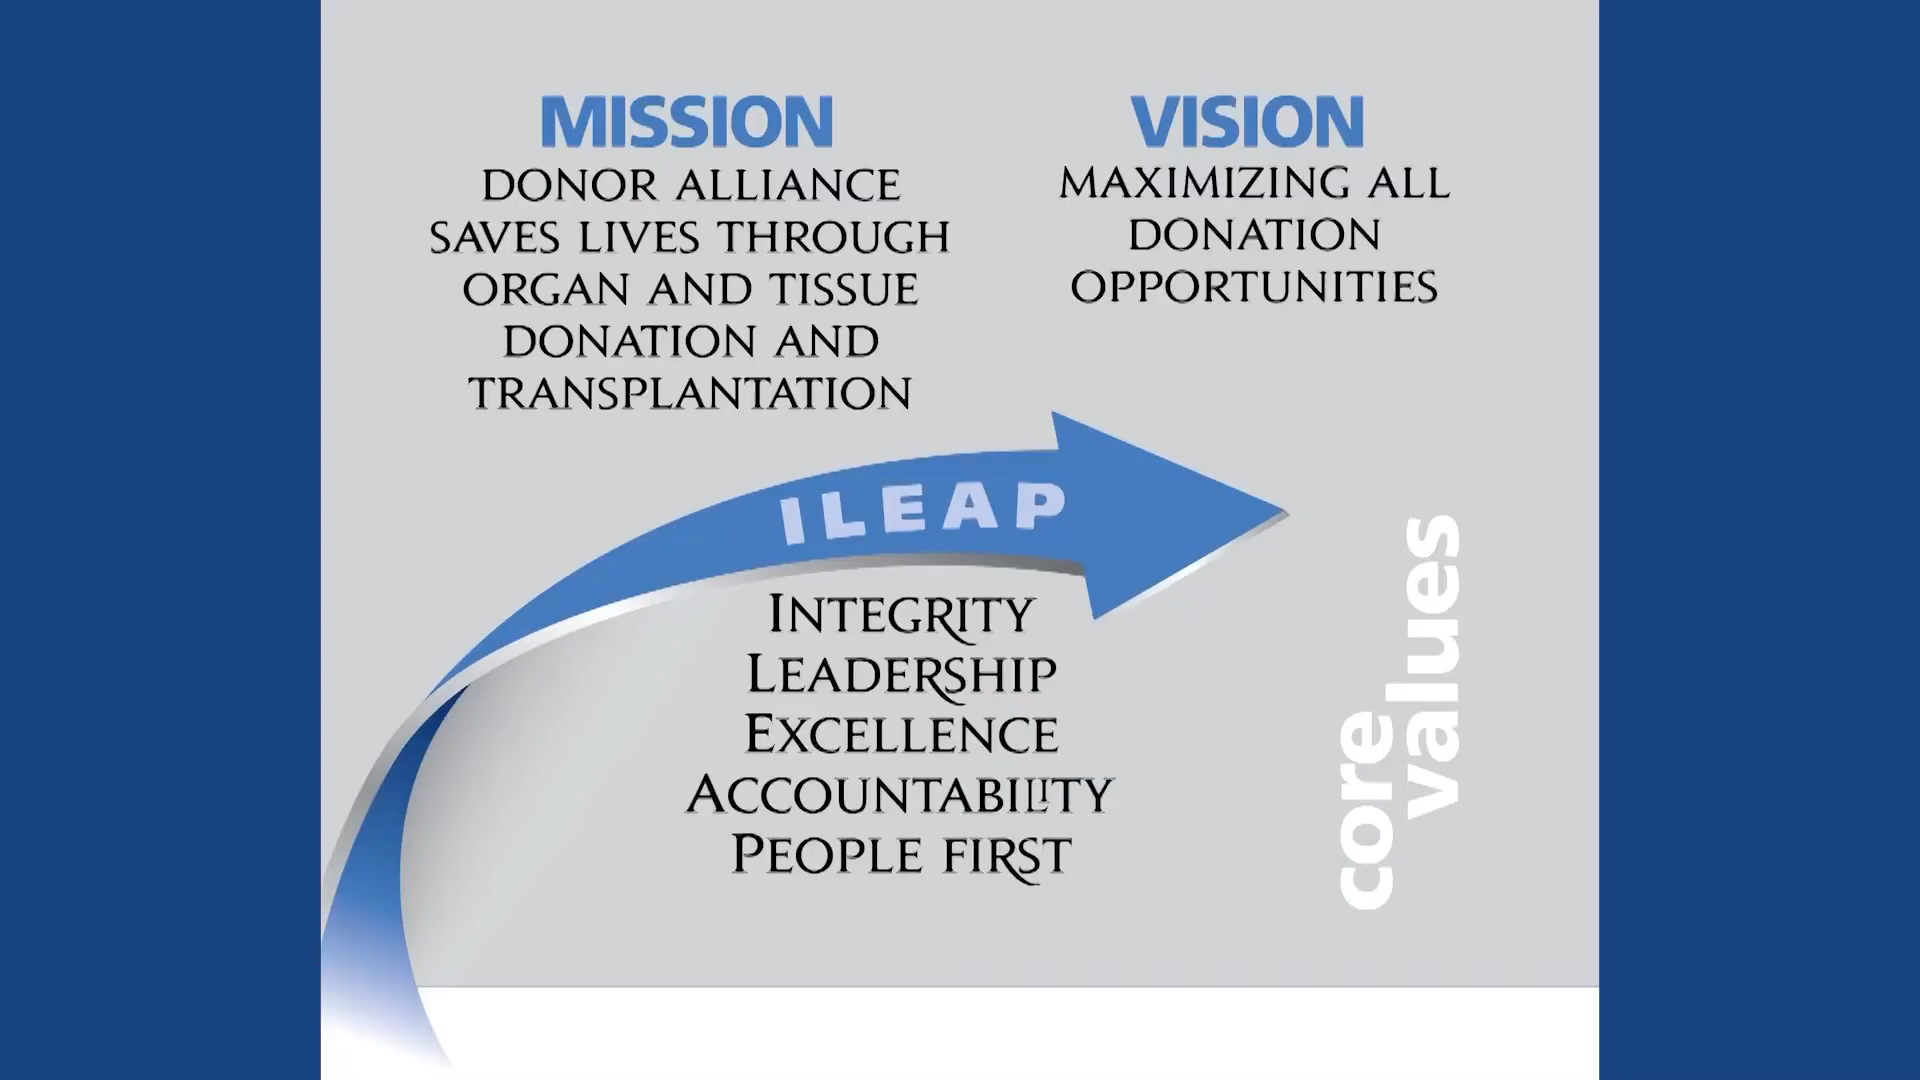 MISSION
DONOR ALLIANCE
SAVES LIVES THROUGH
ORGAN AND TISSUE
DONATION AND
TRANSPLANTATION
VISION
MAXIMIZING ALL
DONATION
OPPORTUNITIES
ILEAP
INTEGRITY
LEADERSHIP
EXCELLENCE
ACCOUNTABILITY
PEOPLE FIRST
core
values